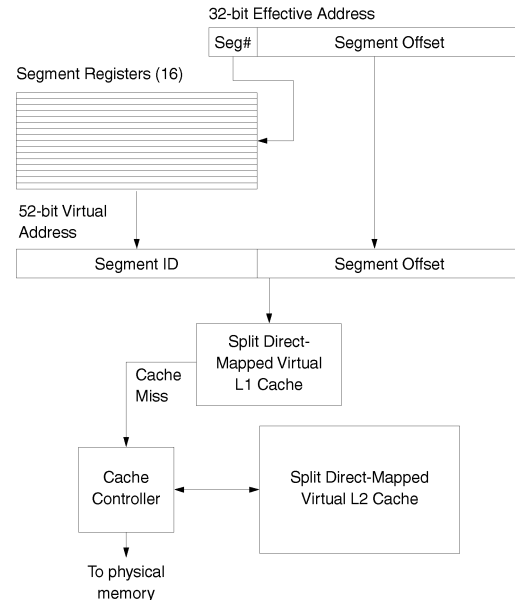 32-bit Effective Address
Seg# Segment Offset
Segment Registers (16)
52-bit Virtual
Address
Segment ID Segment Offset
Split Direct-
Mapped Virtual
L1 Cache
Cache
Miss
Cache
Controller
Split Direct-Mapped
Virtual L2 Cache
To physical
memory